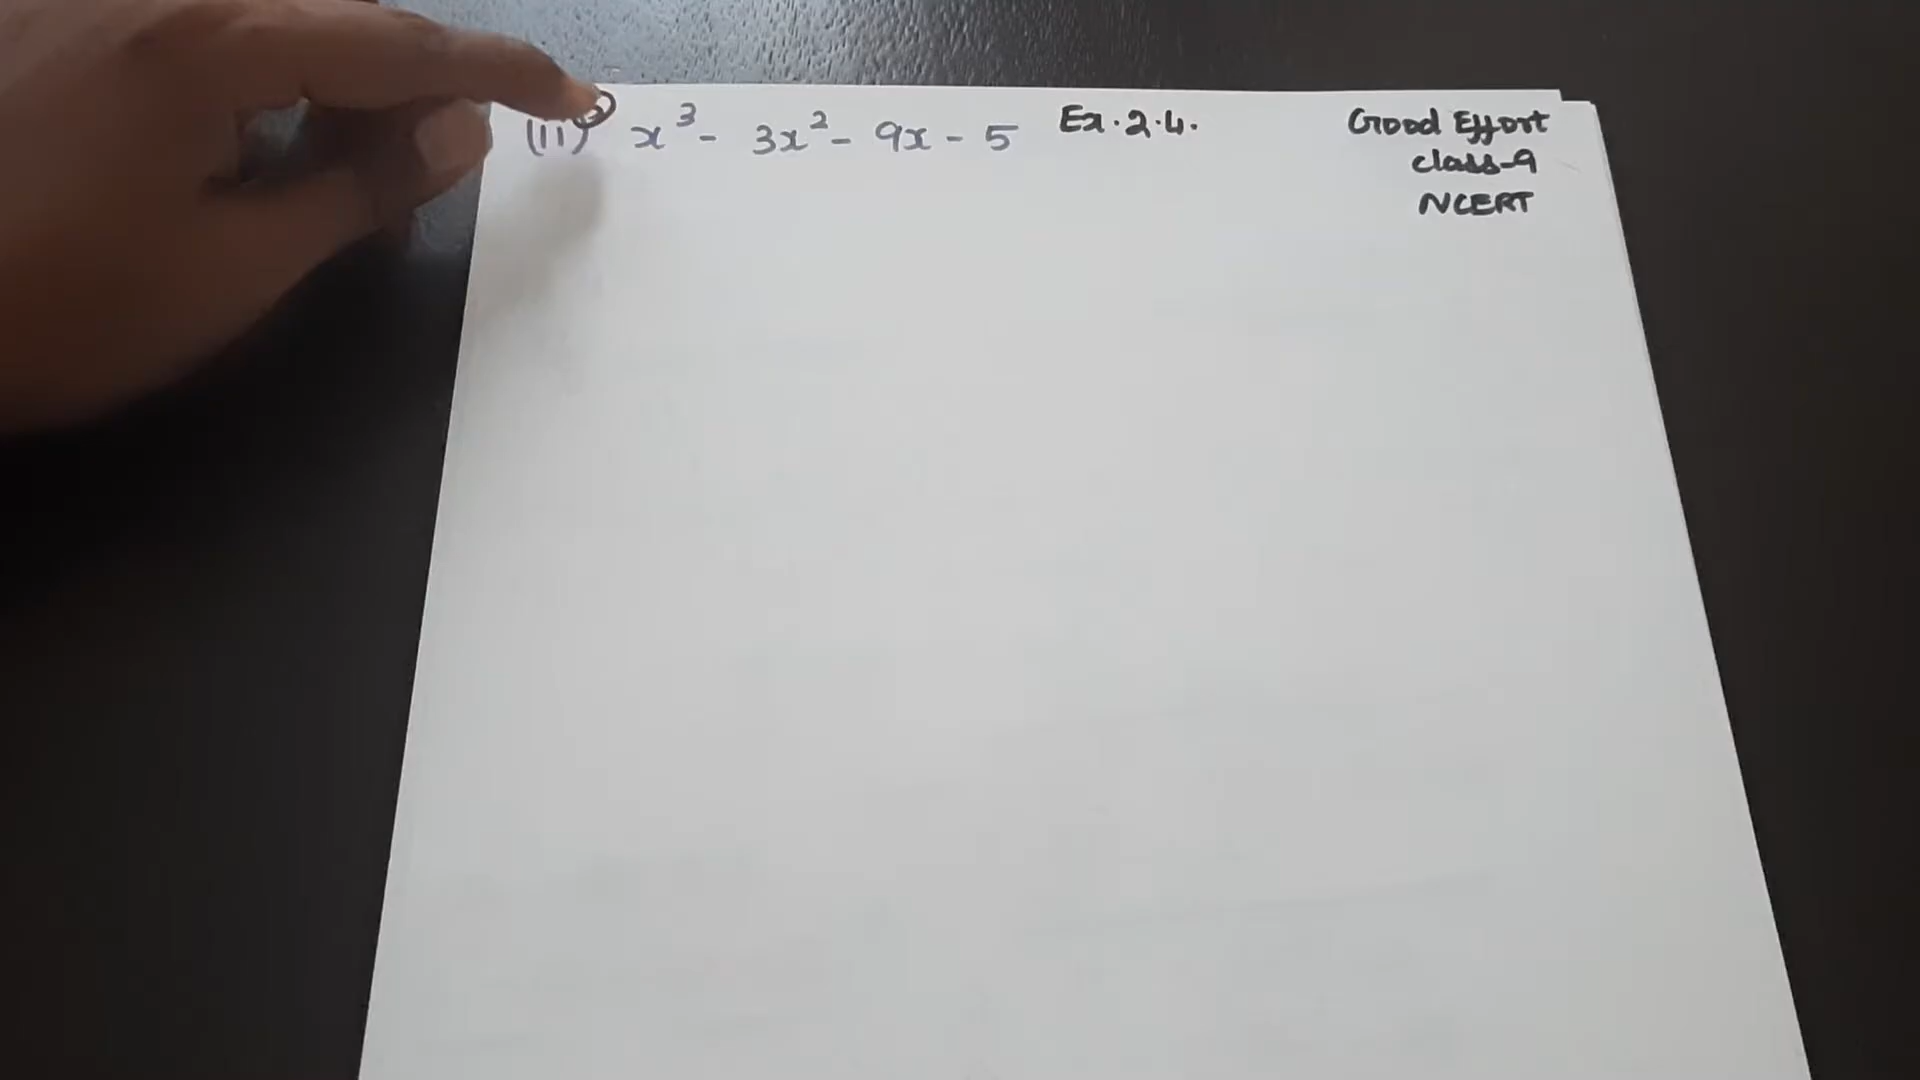 (ii) x³ - 3x² - 9x - 5 Ex.2.4.
Good Effort
class-9
NCERT